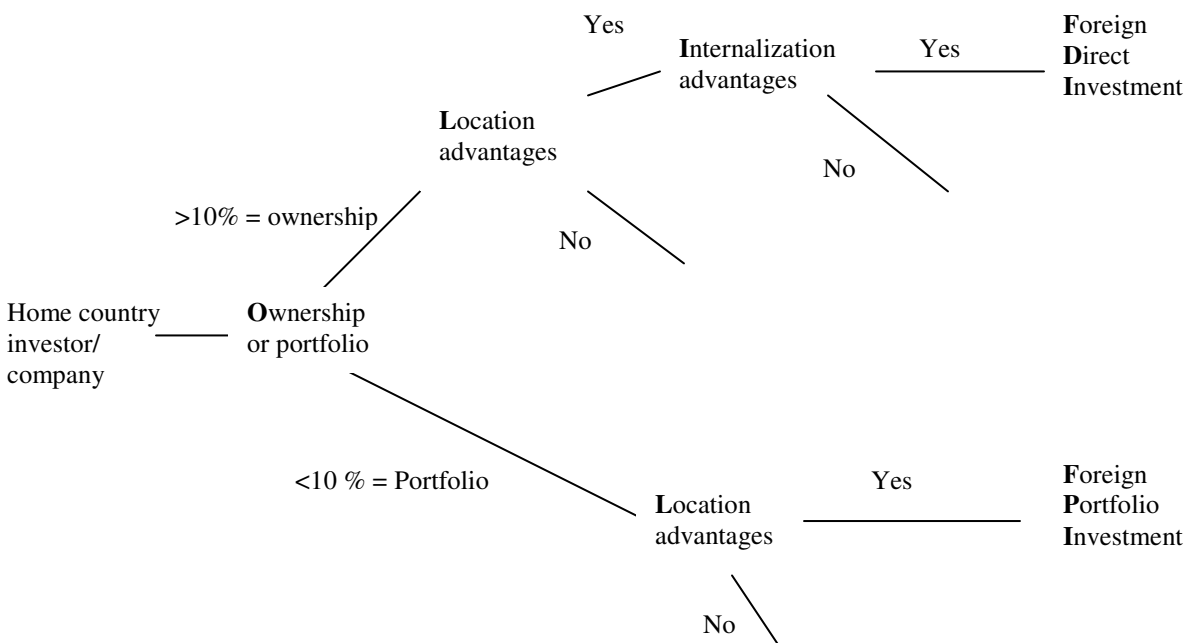 Yes
Internalization
advantages
Yes
Foreign
Direct
Investment
Location
advantages
No
>10% = ownership
No
Home country
investor/
company
Ownership
or portfolio
<10 % = Portfolio
Location
advantages
Yes
Foreign
Portfolio
Investment
No